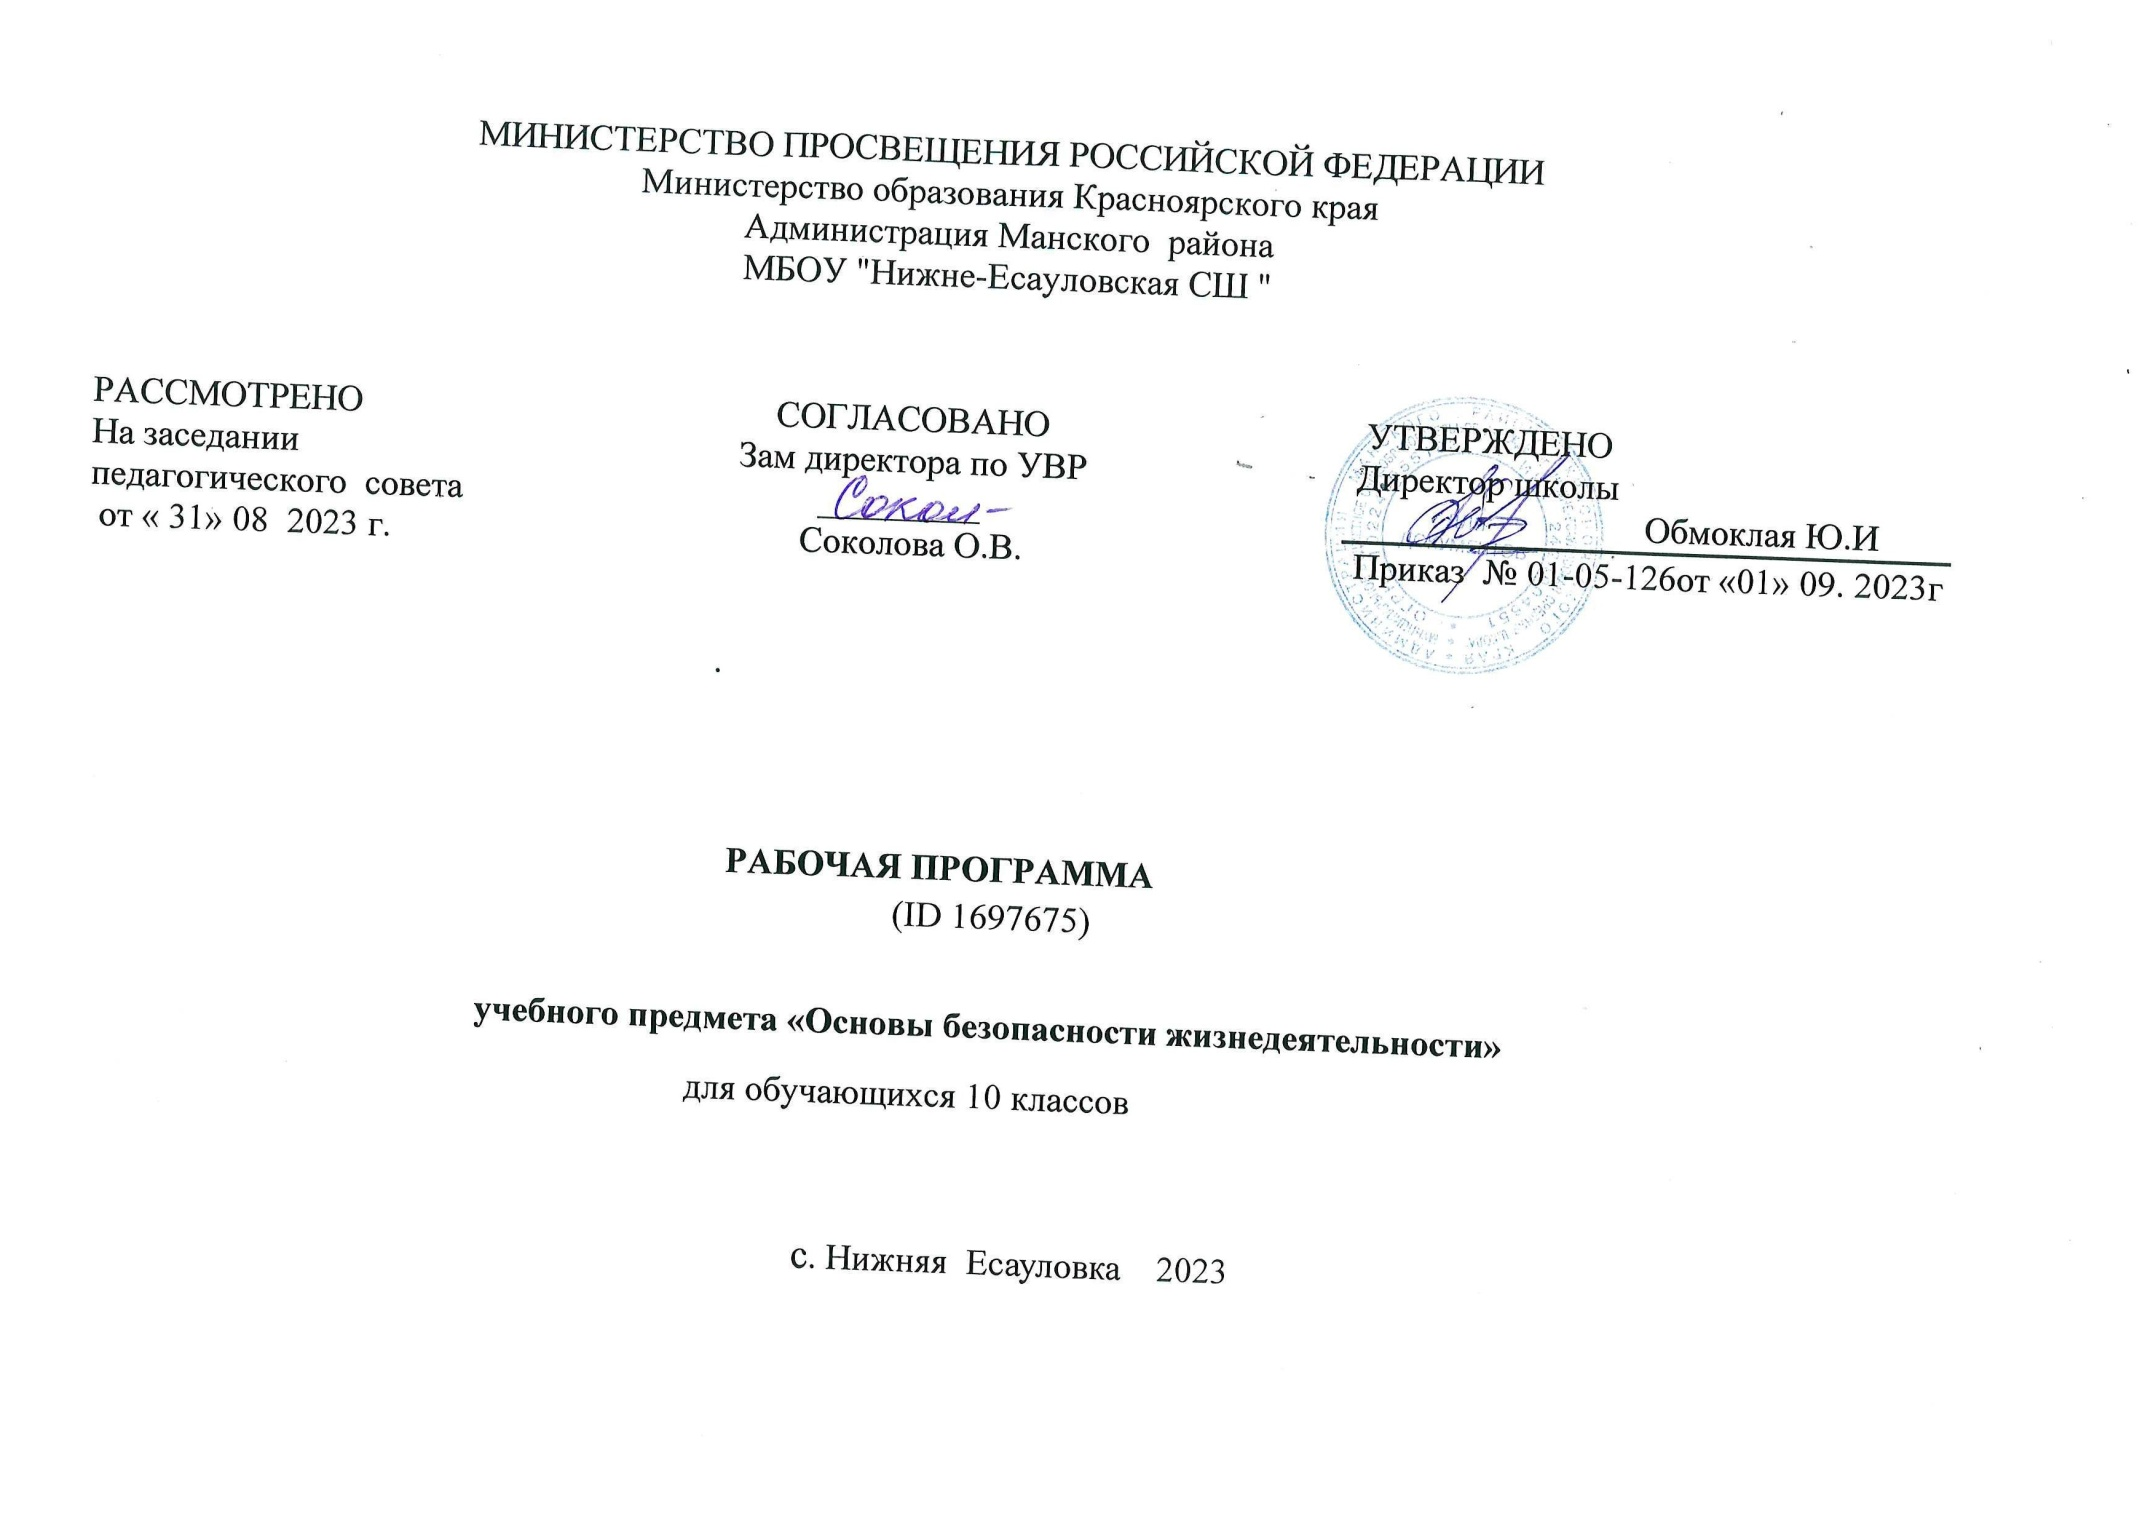 МИНИСТЕРСТВО ПРОСВЕЩЕНИЯ РОССИЙСКОЙ ФЕДЕРАЦИИ
Министерство образования Красноярского края
Администрация Манского  района
МБОУ "Нижне-Есауловская СШ "
РАССМОТРЕНО
На заседании
педагогического  совета
от « 31» 08  2023 г.
СОГЛАСОВАНО
Зам директора по УВР
Соколова О.В.
УТВЕРЖДЕНО
Директор школы
Обмоклая Ю.И
Приказ  № 01-05-126от «01» 09. 2023г
РАБОЧАЯ ПРОГРАММА
(ID 1697675)
учебного предмета «Основы безопасности жизнедеятельности»
для обучающихся 10 классов
с. Нижняя  Есауловка    2023